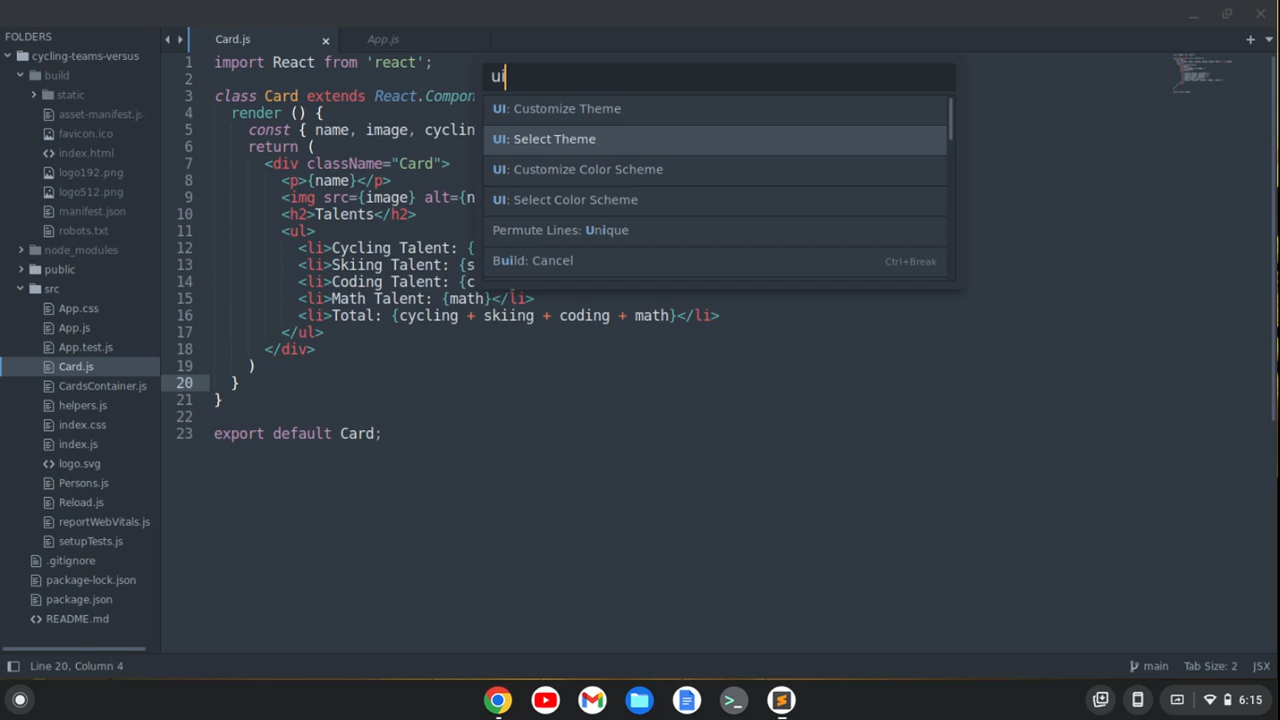 FOLDERS
cycling-teams-versus
build
static
asset-manifest.js
favicon.ico
index.html
logo192.png
logo512.png
manifest.json
robots.txt
node_modules
public
src
App.css
App.js
App.test.js
Card.js
CardsContainer.js
helpers.js
index.css
index.js
logo.svg
Persons.js
Reload.js
reportWebVitals.js
setupTests.js
.gitignore
package-lock.json
package.json
README.md
Card.js App.js
1 import React from 'react';
2
3 class Card extends React.Compon
4 render () {
5 const { name, image, cyclin
6 return (
7 <div className="Card">
8 <p>{name}</p>
9 <img src={image} alt={n
10 <h2>Talents</h2>
11 <ul>
12 <li>Cycling Talent: {
13 <li>Skiing Talent: {s
14 <li>Coding Talent: {c
15 <li>Math Talent: {math}</li>
16 <li>Total: {cycling + skiing + coding + math}</li>
17 </ul>
18 </div>
19 )
20 }
21 }
22
23 export default Card;
ui
UI: Customize Theme
UI: Select Theme
UI: Customize Color Scheme
UI: Select Color Scheme
Permute Lines: Unique
Build: Cancel Ctrl+Break
Line 20, Column 4 main Tab Size: 2 JSX
6:15